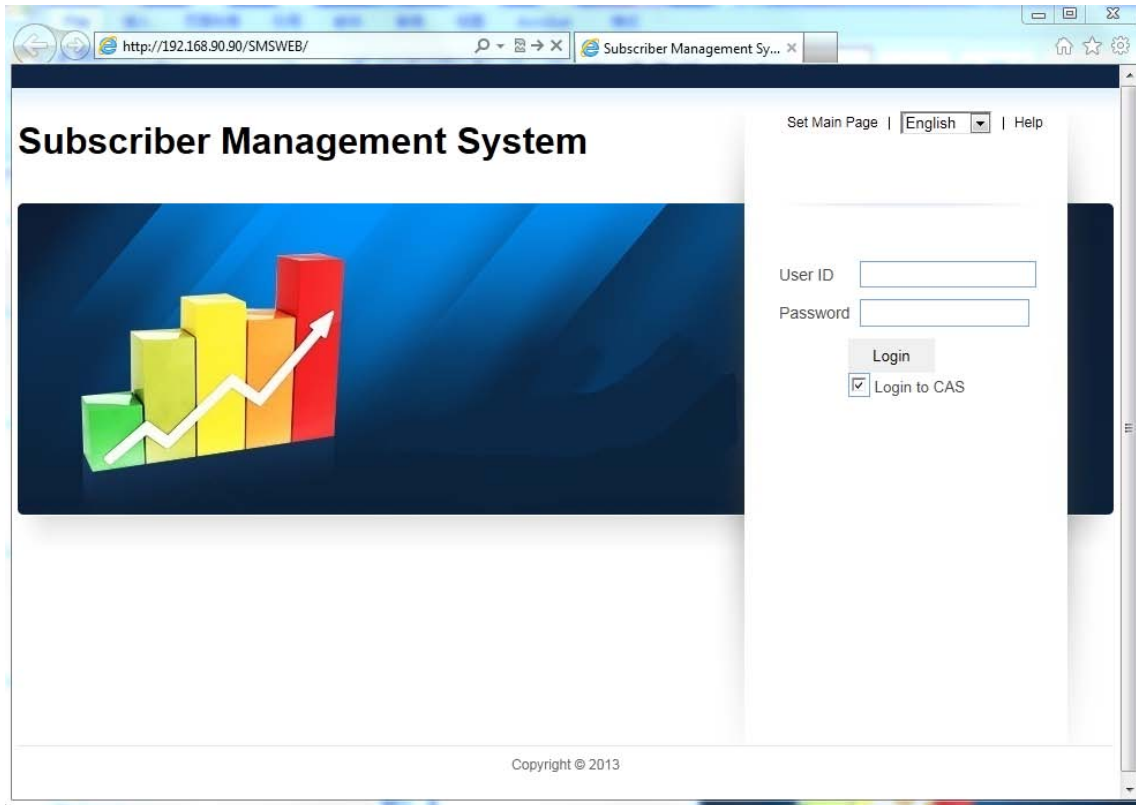 http://192.168.90.90/SMSWEB/
Subscriber Management Sy...
Set Main Page | English | Help
Subscriber Management System
User ID
Password
Login
Login to CAS
Copyright © 2013